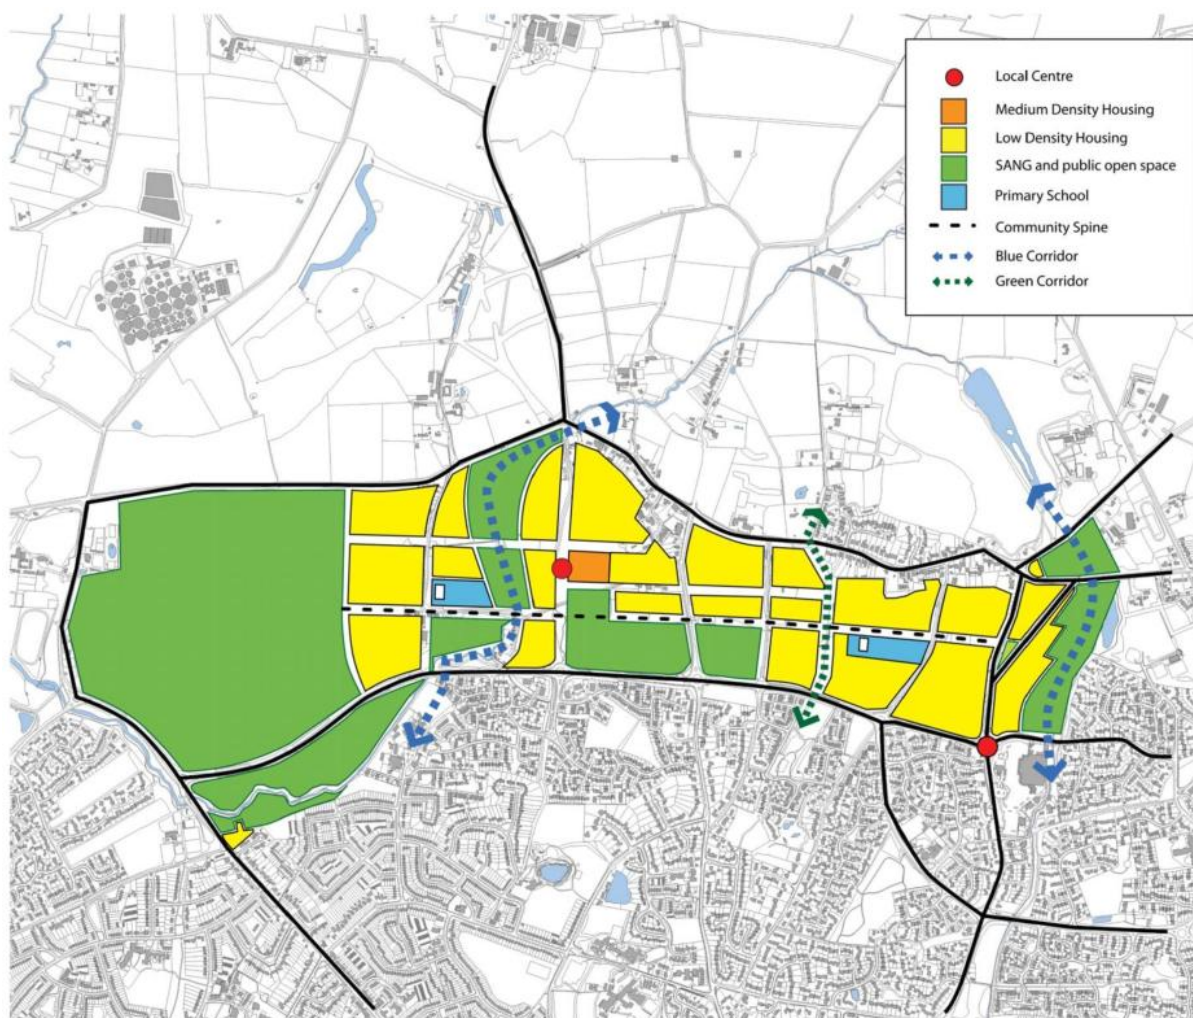 Local Centre
Medium Density Housing
Low Density Housing
SANG and public open space
Primary School
Community Spine
Blue Corridor
Green Corridor